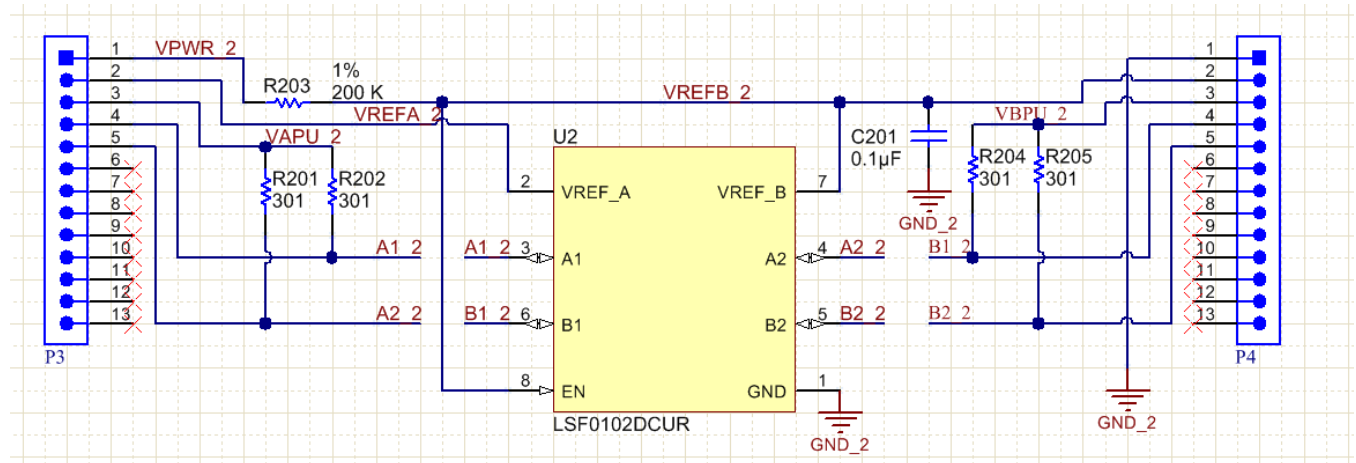 1 VPWR_2
2
3
4
5
6
7
8
9
10
11
12
13
P3
R203
1%
200 K
VREFA_2
VAPU_2
R201
301
R202
301
A1_2
A2_2
VREFB_2
U2
2 VREF_A
VREF_B 7
A1_2 3 A1
A2 4 A2_2
B1_2 6 B1
B2 5 B2_2
8 EN
GND 1
LSF0102DCUR
GND_2
C201
0.1µF
GND_2
VBPU_2
R204
301
R205
301
B1_2
B2_2
GND_2
1
2
3
4
5
6
7
8
9
10
11
12
13
P4